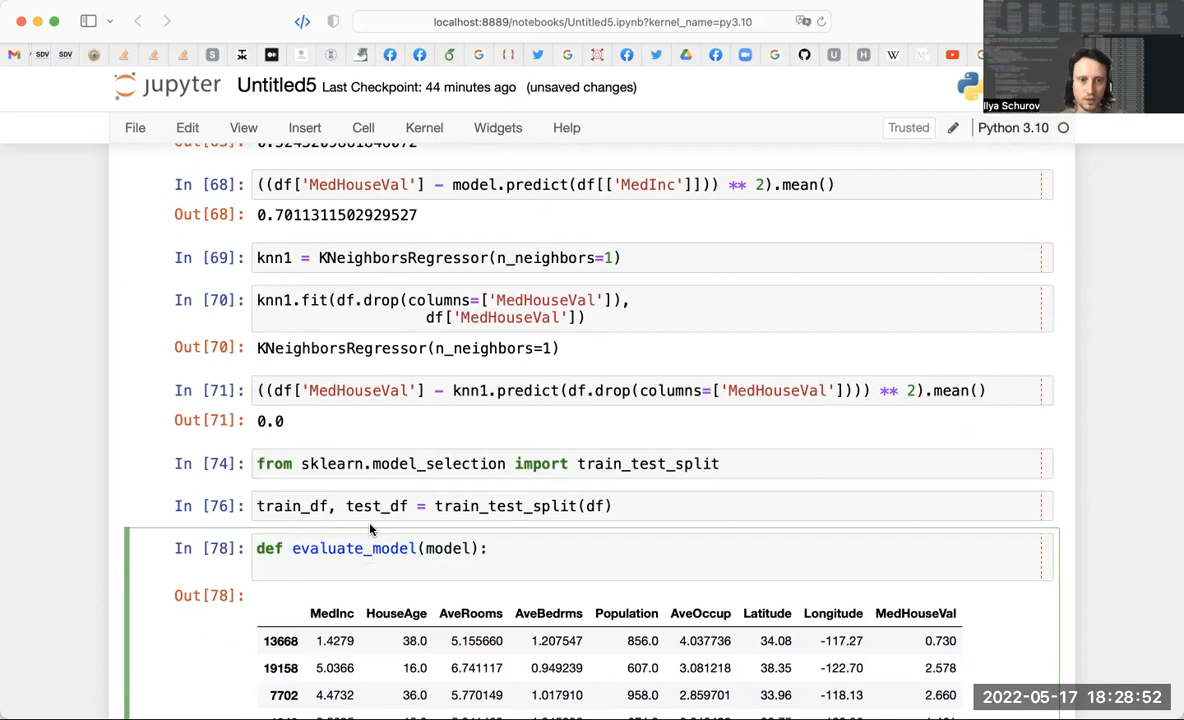 localhost:8889/notebooks/Untitled5.ipynb?kernel_name=py3.10
SDV SDV
Ilya Schurov
jupyter Untitled5 Last Checkpoint: 44 minutes ago (unsaved changes)
File Edit View Insert Cell Kernel Widgets Help Trusted Python 3.10
In [68]: ((df['MedHouseVal'] - model.predict(df[['MedInc']])) ** 2).mean()
Out[68]: 0.7011311502929527
In [69]: knn1 = KNeighborsRegressor(n_neighbors=1)
In [70]: knn1.fit(df.drop(columns=['MedHouseVal']),
df['MedHouseVal'])
Out[70]: KNeighborsRegressor(n_neighbors=1)
In [71]: ((df['MedHouseVal'] - knn1.predict(df.drop(columns=['MedHouseVal']))) ** 2).mean()
Out[71]: 0.0
In [74]: from sklearn.model_selection import train_test_split
In [76]: train_df, test_df = train_test_split(df)
In [78]: def evaluate_model(model):
Out[78]:
MedInc HouseAge AveRooms AveBedrms Population AveOccup Latitude Longitude MedHouseVal
13668 1.4279 38.0 5.155660 1.207547 856.0 4.037736 34.08 -117.27 0.730
19158 5.0366 16.0 6.741117 0.949239 607.0 3.081218 38.35 -122.70 2.578
7702 4.4732 36.0 5.770149 1.017910 958.0 2.859701 33.96 -118.13 2.660
2022-05-17 18:28:52